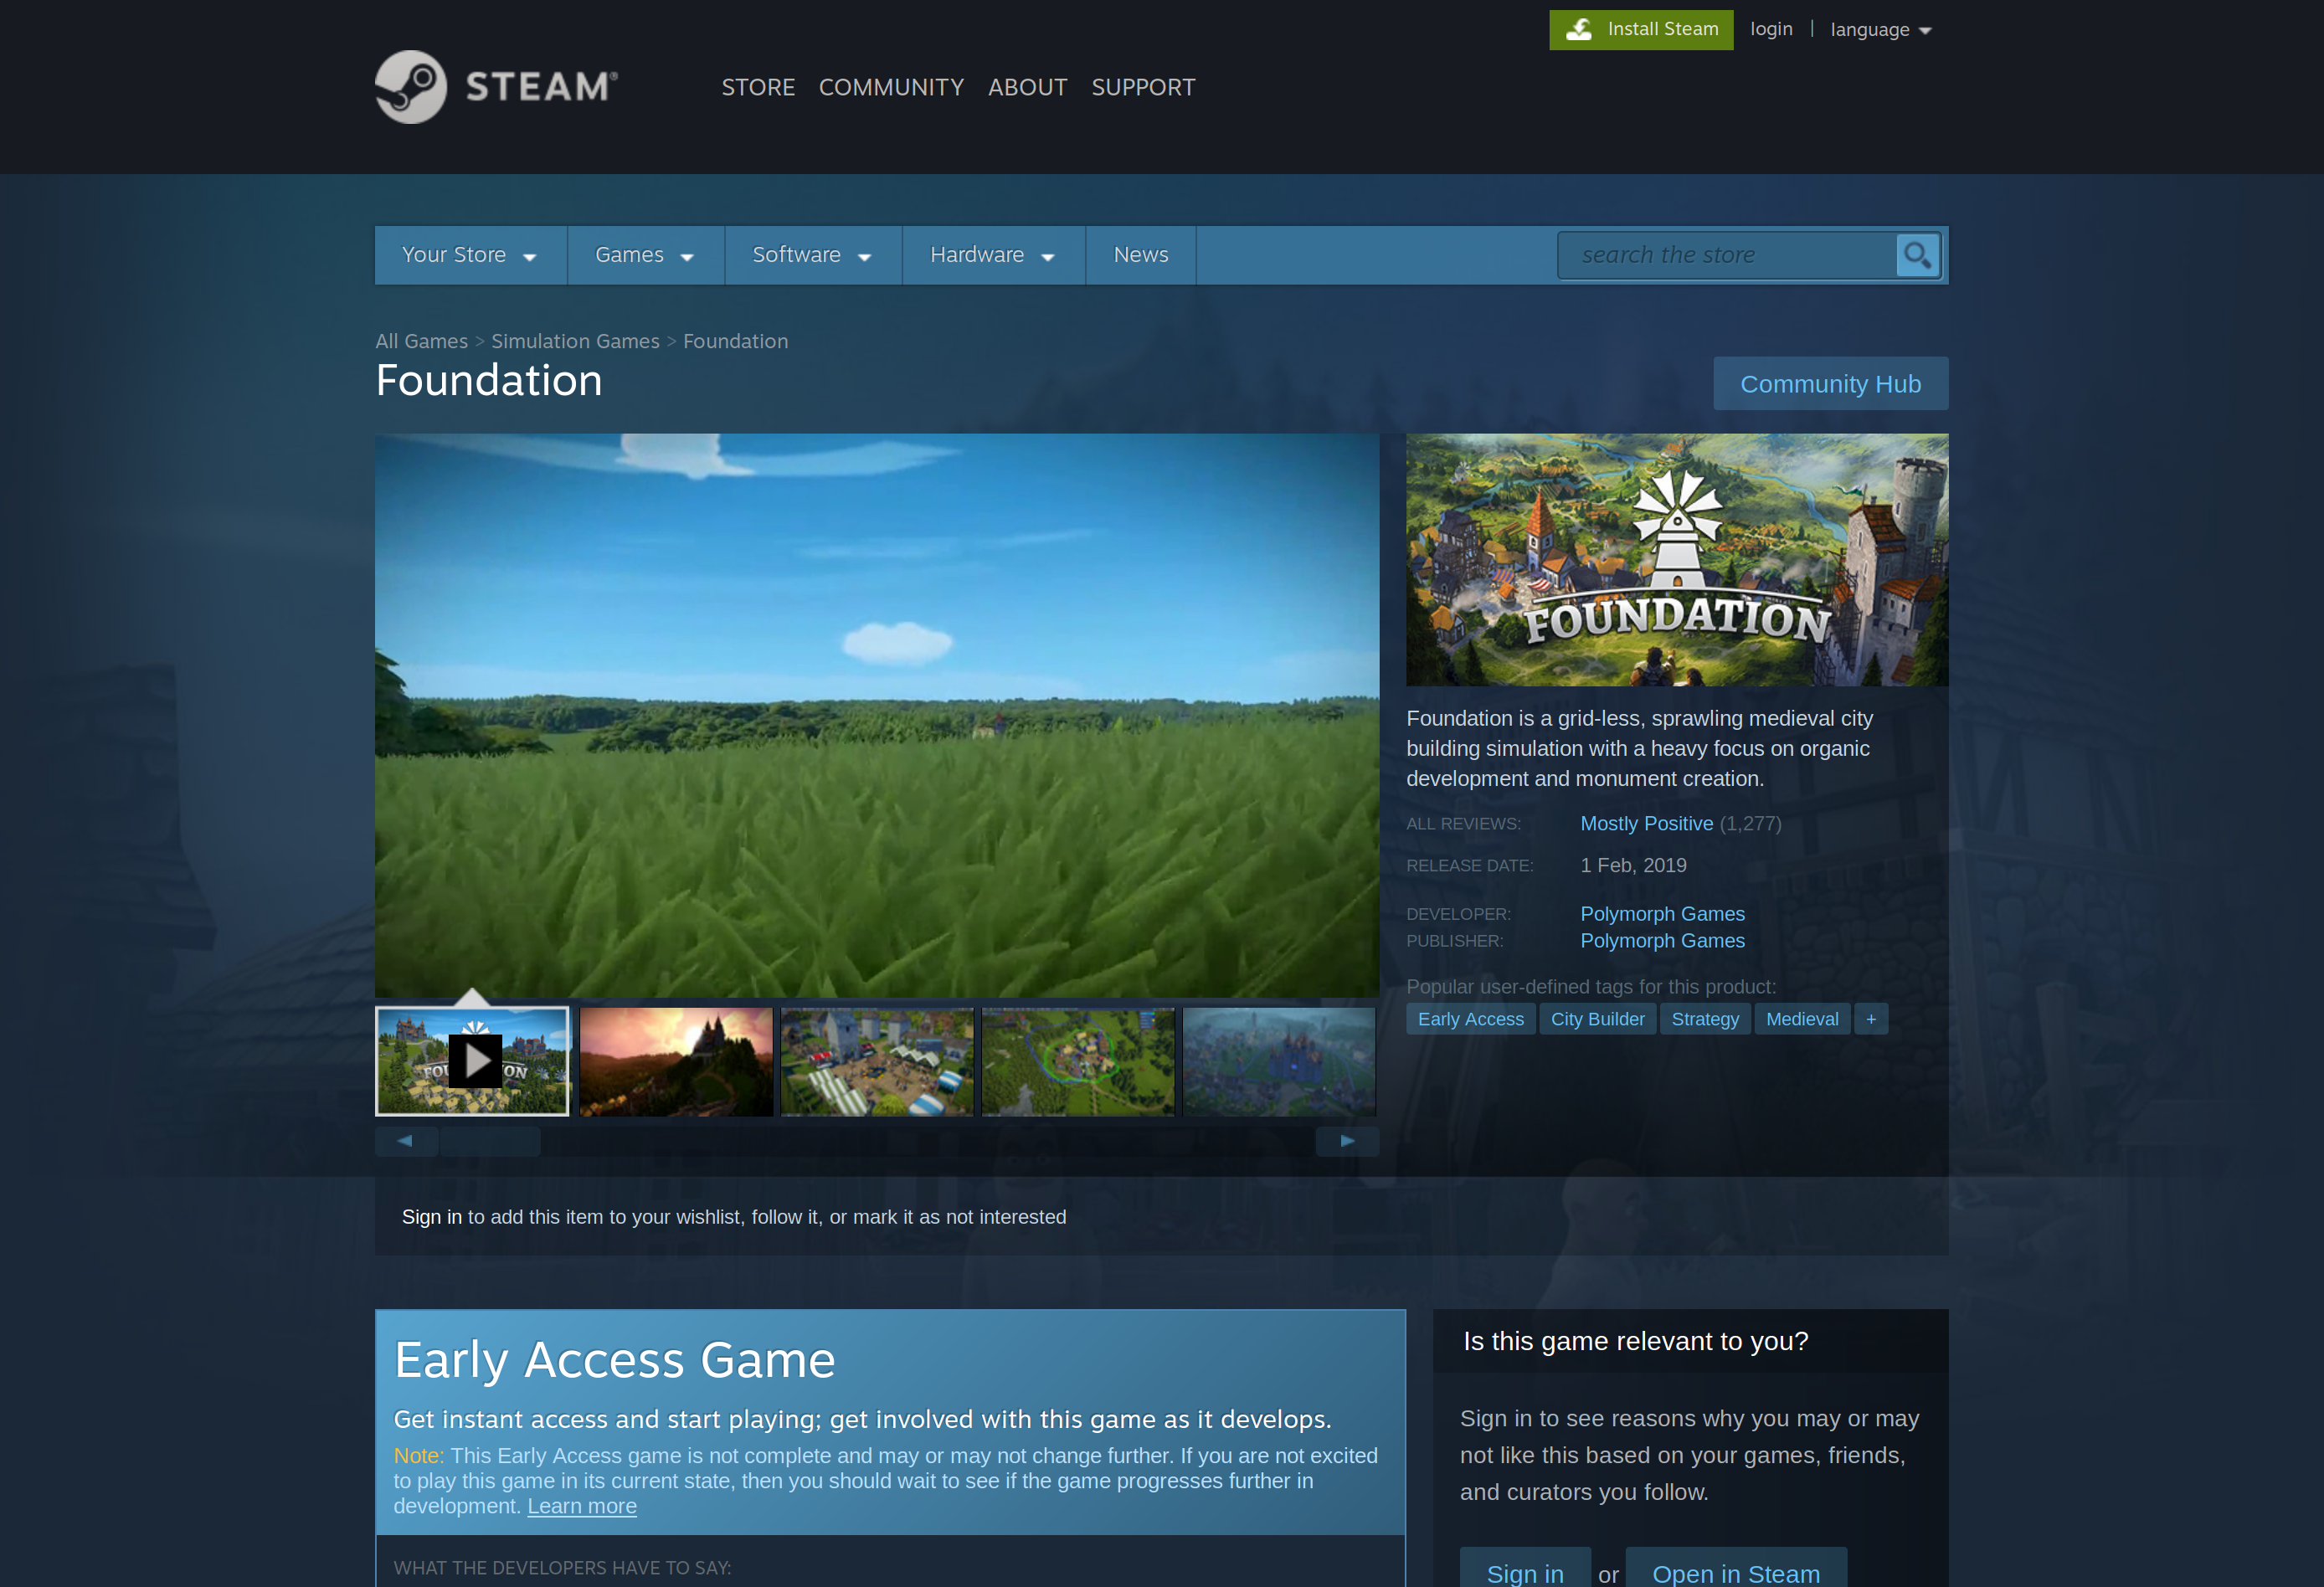 Install Steam
login | language
STEAM®
STORE COMMUNITY ABOUT SUPPORT
Your Store Games Software Hardware News
search the store
All Games > Simulation Games > Foundation
Foundation
Community Hub
FOUNDATION
Foundation is a grid-less, sprawling medieval city
building simulation with a heavy focus on organic
development and monument creation.
ALL REVIEWS: Mostly Positive (1,277)
RELEASE DATE: 1 Feb, 2019
DEVELOPER: Polymorph Games
PUBLISHER: Polymorph Games
Popular user-defined tags for this product:
Early Access City Builder Strategy Medieval +
Sign in to add this item to your wishlist, follow it, or mark it as not interested
Early Access Game
Get instant access and start playing; get involved with this game as it develops.
Note: This Early Access game is not complete and may or may not change further. If you are not excited
to play this game in its current state, then you should wait to see if the game progresses further in
development. Learn more
WHAT THE DEVELOPERS HAVE TO SAY:
Is this game relevant to you?
Sign in to see reasons why you may or may
not like this based on your games, friends,
and curators you follow.
Sign in or Open in Steam